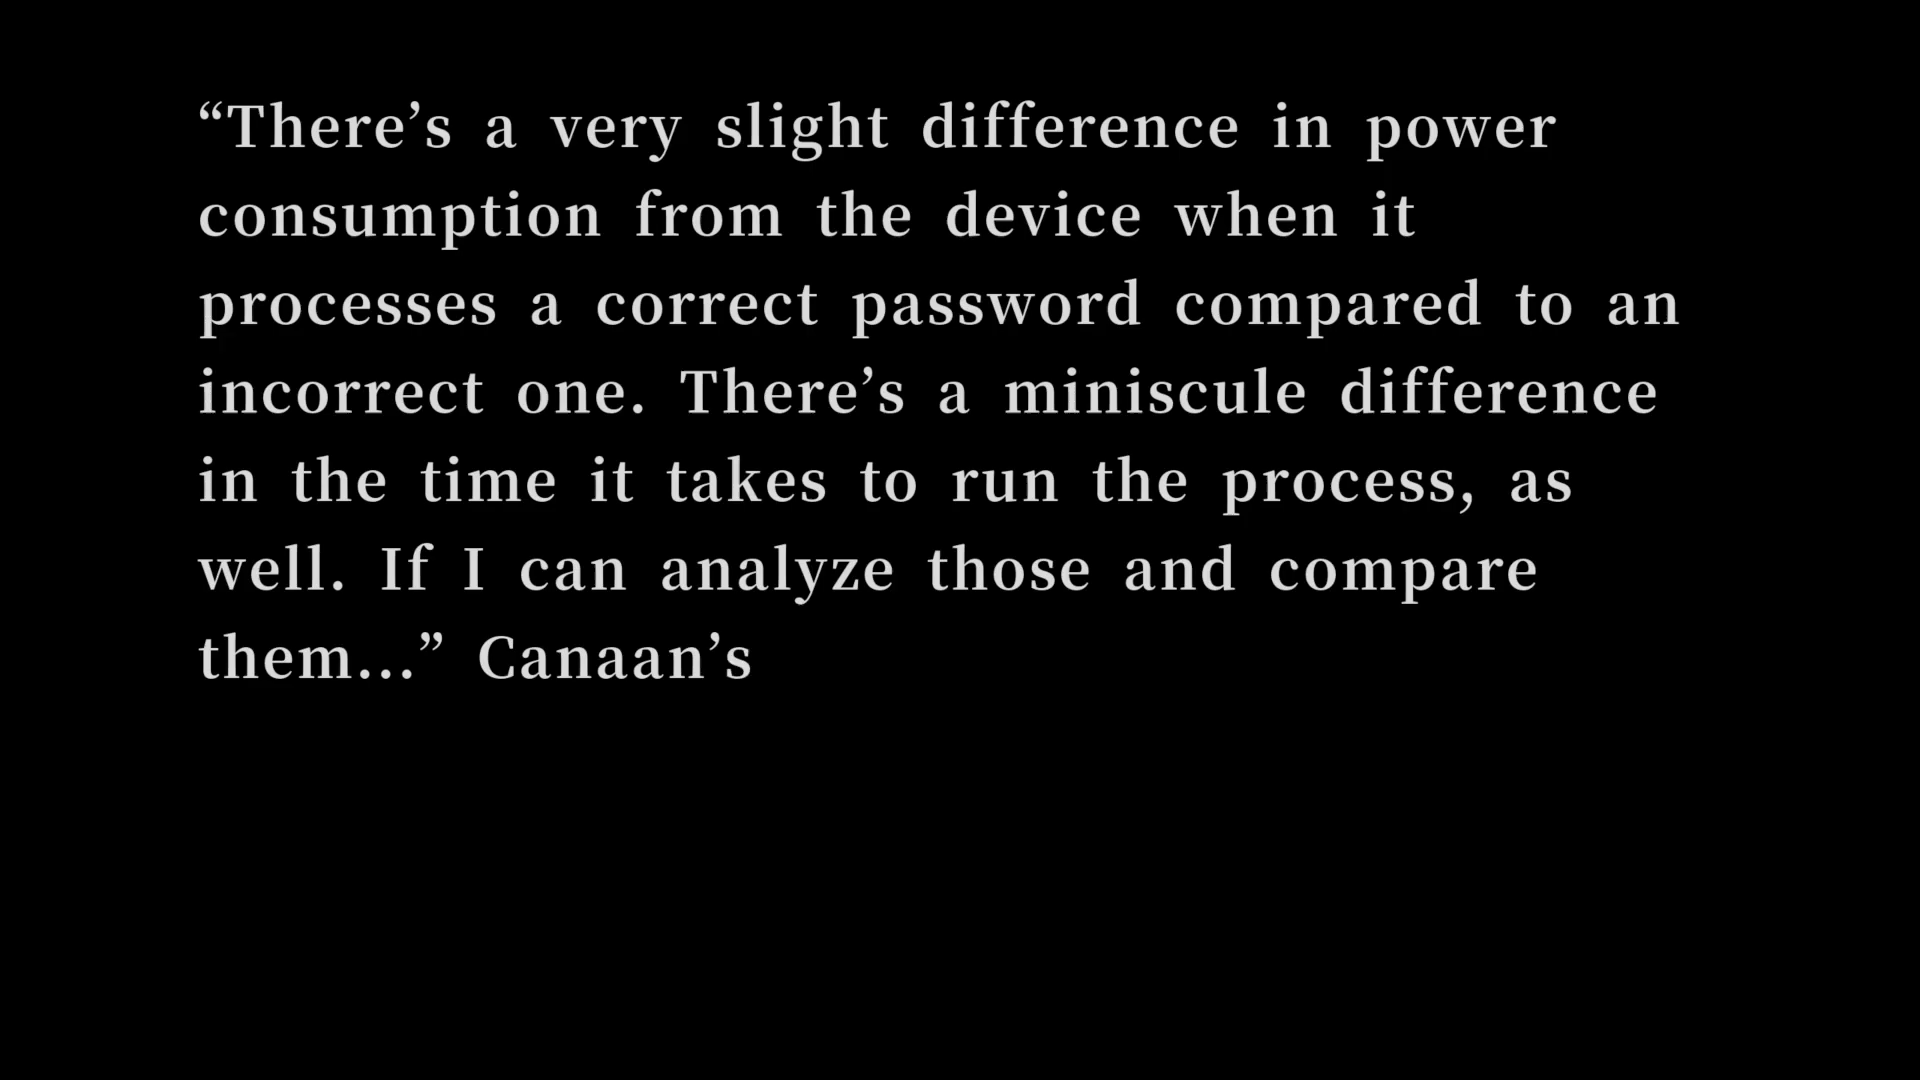 “There’s a very slight difference in power
consumption from the device when it
processes a correct password compared to an
incorrect one. There’s a miniscule difference
in the time it takes to run the process, as
well. If I can analyze those and compare
them...” Canaan’s